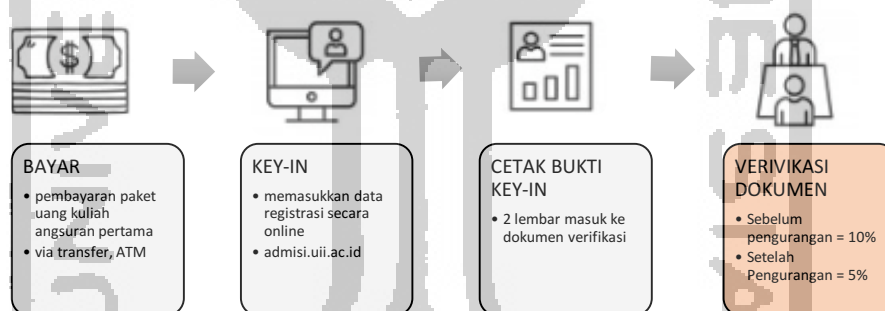 BAYAR
• pembayaran paket
uang kuliah
angsuran pertama
• via transfer, ATM
KEY-IN
• memasukkan data
registrasi secara
online
• admisi.uii.ac.id
CETAK BUKTI
KEY-IN
• 2 lembar masuk ke
dokumen verifikasi
VERIVIKASI
DOKUMEN
• Sebelum
pengurangan = 10%
• Setelah
Pengurangan = 5%